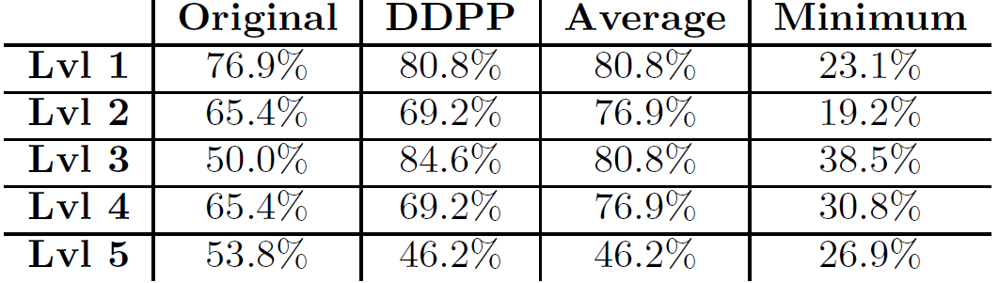 Original DDPP Average Minimum
Lvl 1 76.9% 80.8% 80.8% 23.1%
Lvl 2 65.4% 69.2% 76.9% 19.2%
Lvl 3 50.0% 84.6% 80.8% 38.5%
Lvl 4 65.4% 69.2% 76.9% 30.8%
Lvl 5 53.8% 46.2% 46.2% 26.9%